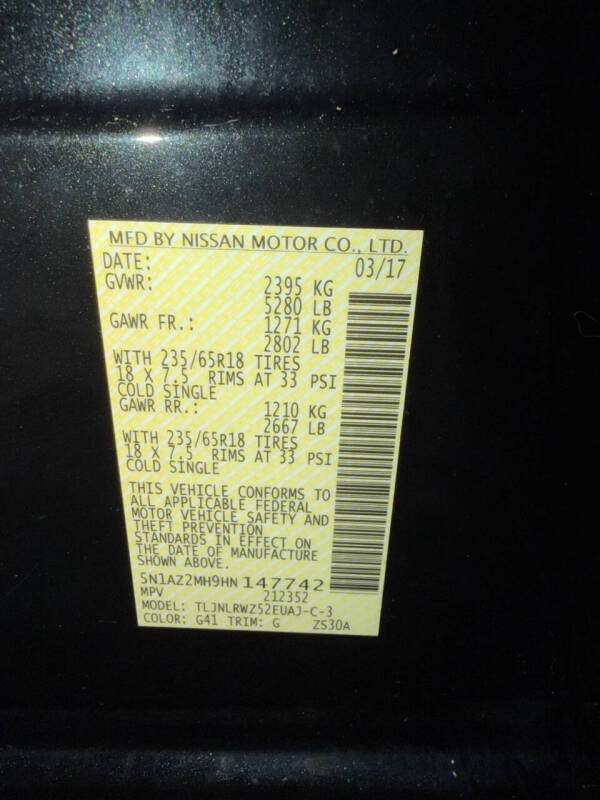 MFD BY NISSAN MOTOR CO., LTD.
DATE: 03/17
GVWR: 2395 KG
5280 LB
GAWR FR.: 1271 KG
2802 LB
WITH 235/65R18 TIRES
18 X 7.5 RIMS AT 33 PSI
COLD SINGLE
GAWR RR.: 1210 KG
2667 LB
WITH 235/65R18 TIRES
18 X 7.5 RIMS AT 33 PSI
COLD SINGLE
THIS VEHICLE CONFORMS TO
ALL APPLICABLE FEDERAL
MOTOR VEHICLE SAFETY AND
THEFT PREVENTION
STANDARDS IN EFFECT ON
THE DATE OF MANUFACTURE
SHOWN ABOVE.
5N1AZ2MH9HN147742
MPV 212352
MODEL: TLJNLRWZ52EUAJ-C-3
COLOR: G41 TRIM: G ZS30A